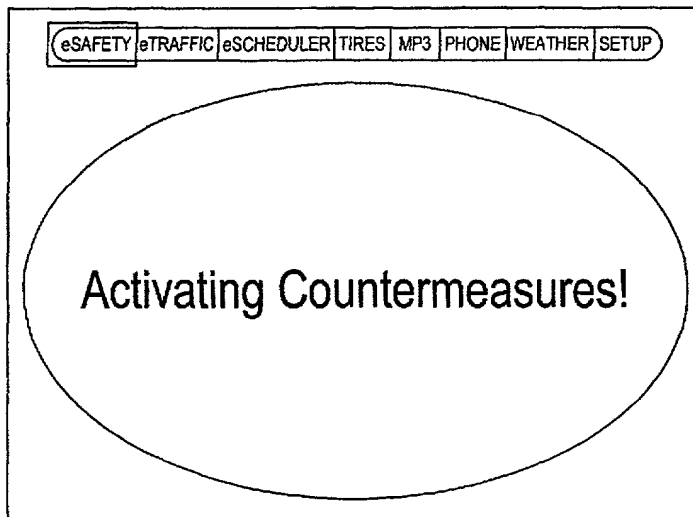 eSAFETY eTRAFFIC eSCHEDULER TIRES MP3 PHONE WEATHER SETUP
Activating Countermeasures!